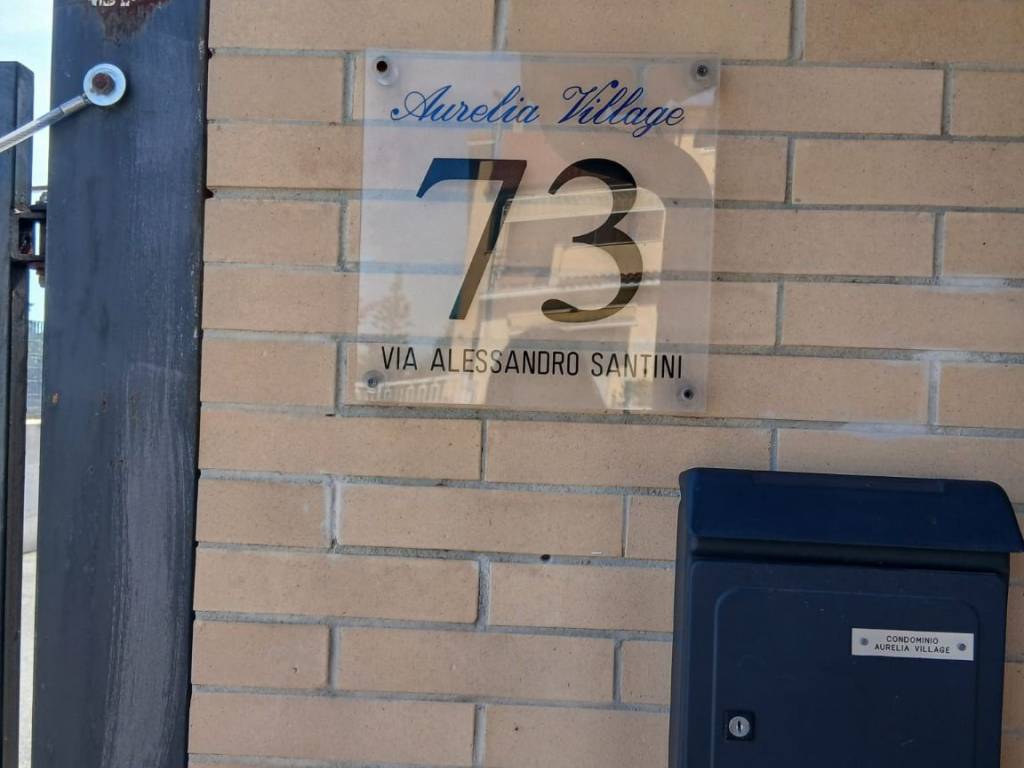 Aurelia Village
73
VIA ALESSANDRO SANTINI
CONDOMINIO
AURELIA VILLAGE